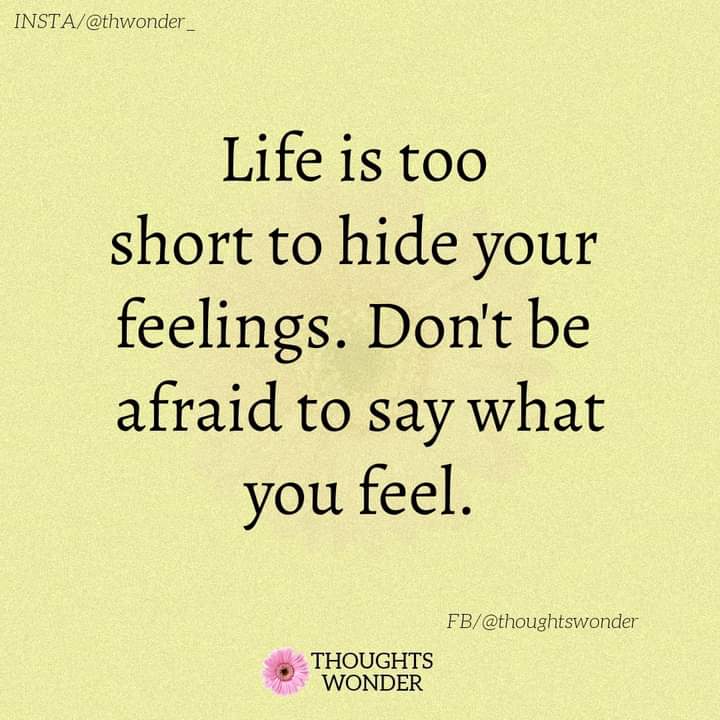 INSTA/@thwonder_
Life is too
short to hide your
feelings. Don't be
afraid to say what
you feel.
FB/@thoughtswonder
THOUGHTS
WONDER